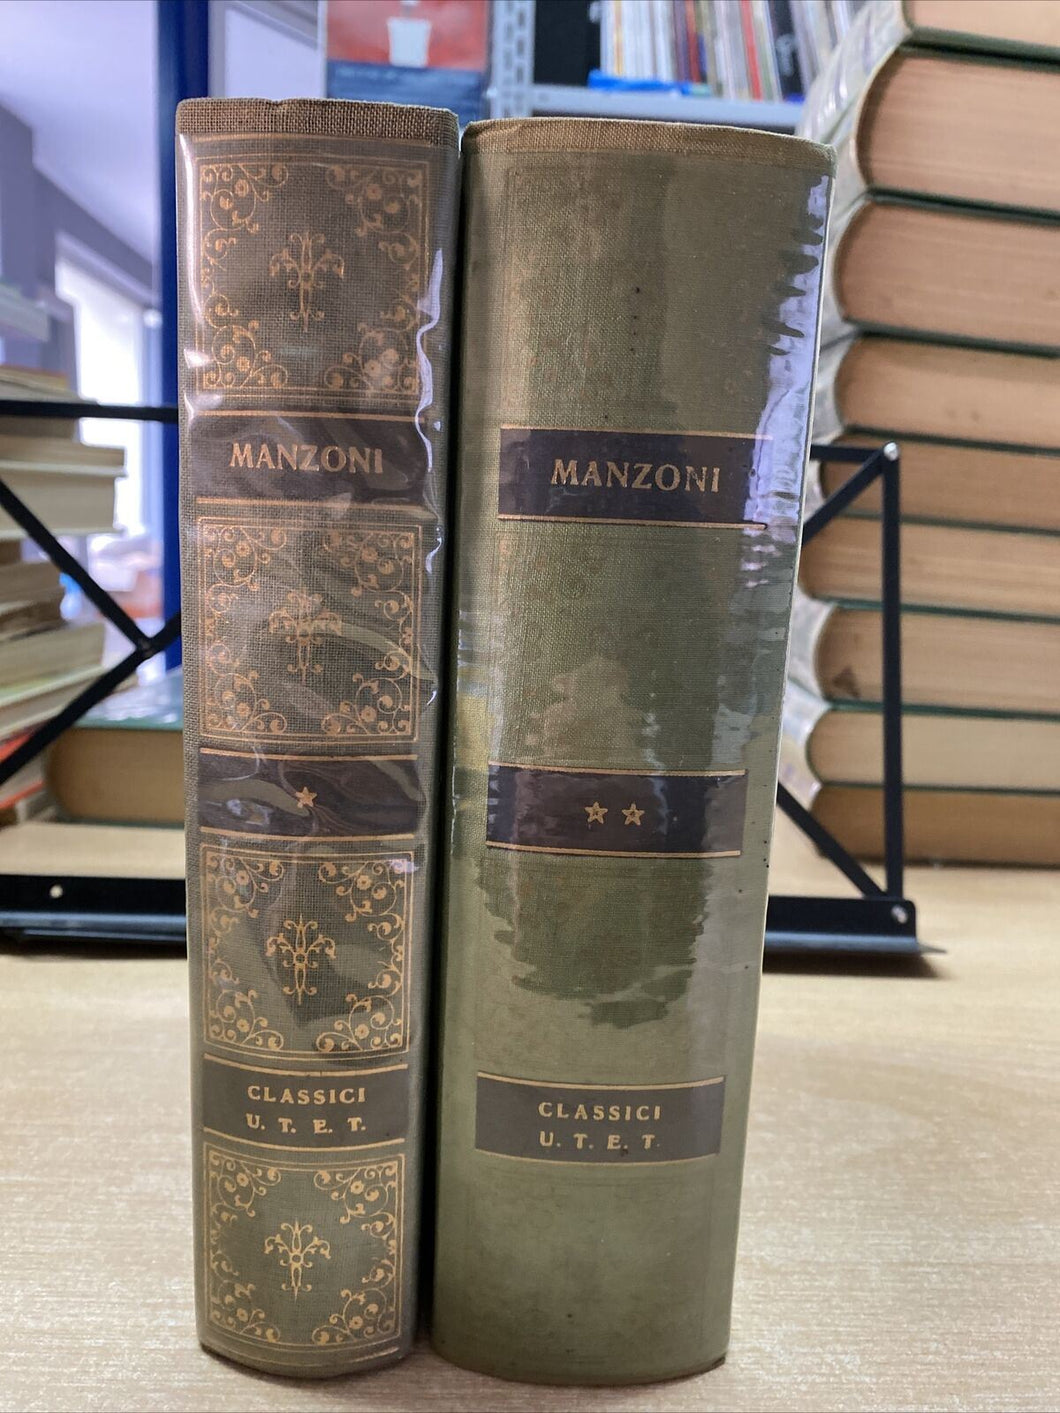 MANZONI
CLASSICI
U. T. E. T.
MANZONI
CLASSICI
U. T. E. T.